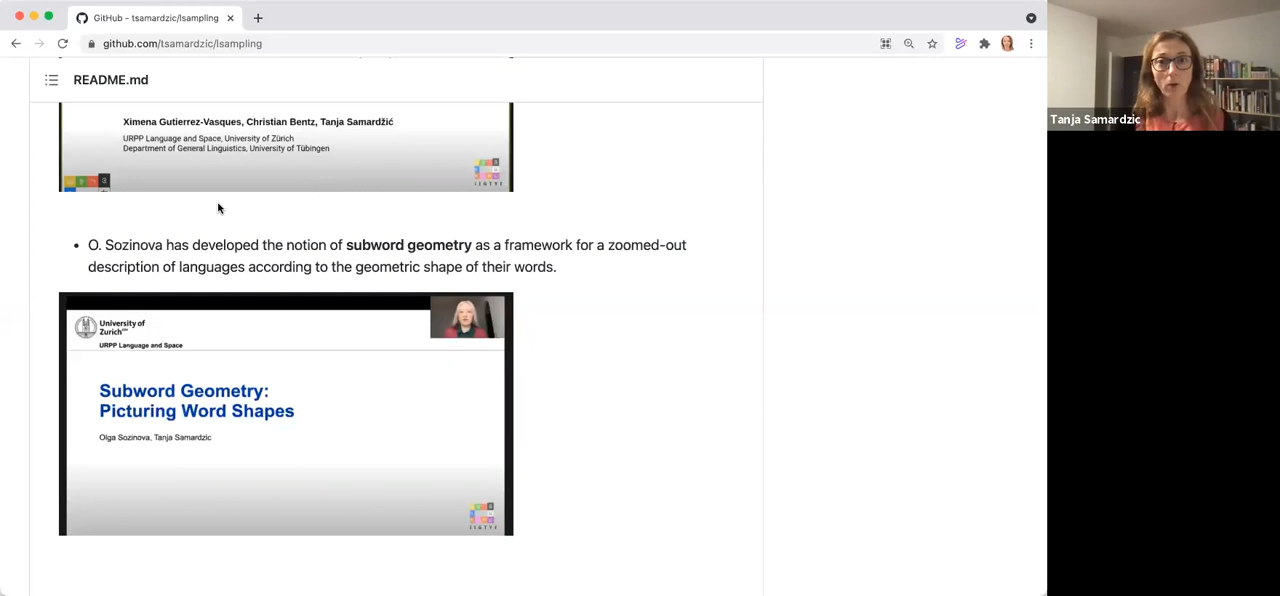 GitHub - tsamardzic/lsampling
github.com/tsamardzic/lsampling
Tanja Samardzic
README.md
Ximena Gutierrez-Vasques, Christian Bentz, Tanja Samardžić
URPP Language and Space, University of Zürich
Department of General Linguistics, University of Tübingen
• O. Sozinova has developed the notion of subword geometry as a framework for a zoomed-out
description of languages according to the geometric shape of their words.
University of
Zurich
URPP Language and Space
Subword Geometry:
Picturing Word Shapes
Olga Sozinova, Tanja Samardzic